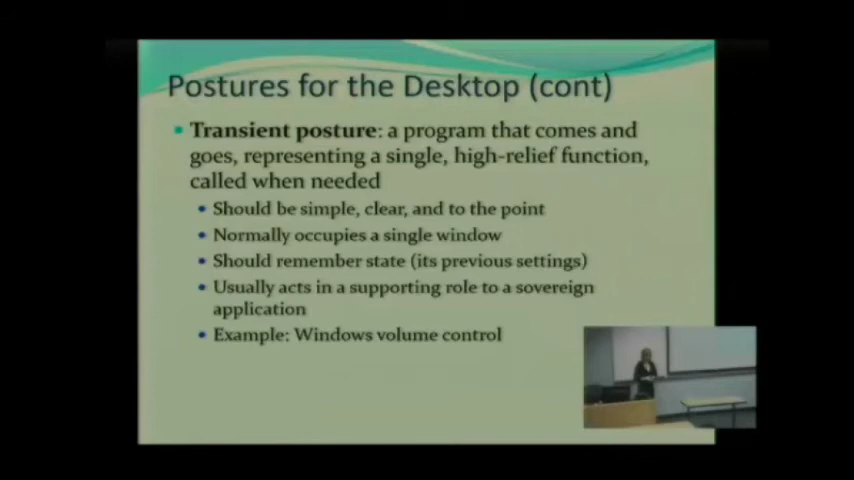 Postures for the Desktop (cont)
Transient posture: a program that comes and
goes, representing a single, high-relief function,
called when needed
Should be simple, clear, and to the point
Normally occupies a single window
Should remember state (its previous settings)
Usually acts in a supporting role to a sovereign
application
Example: Windows volume control